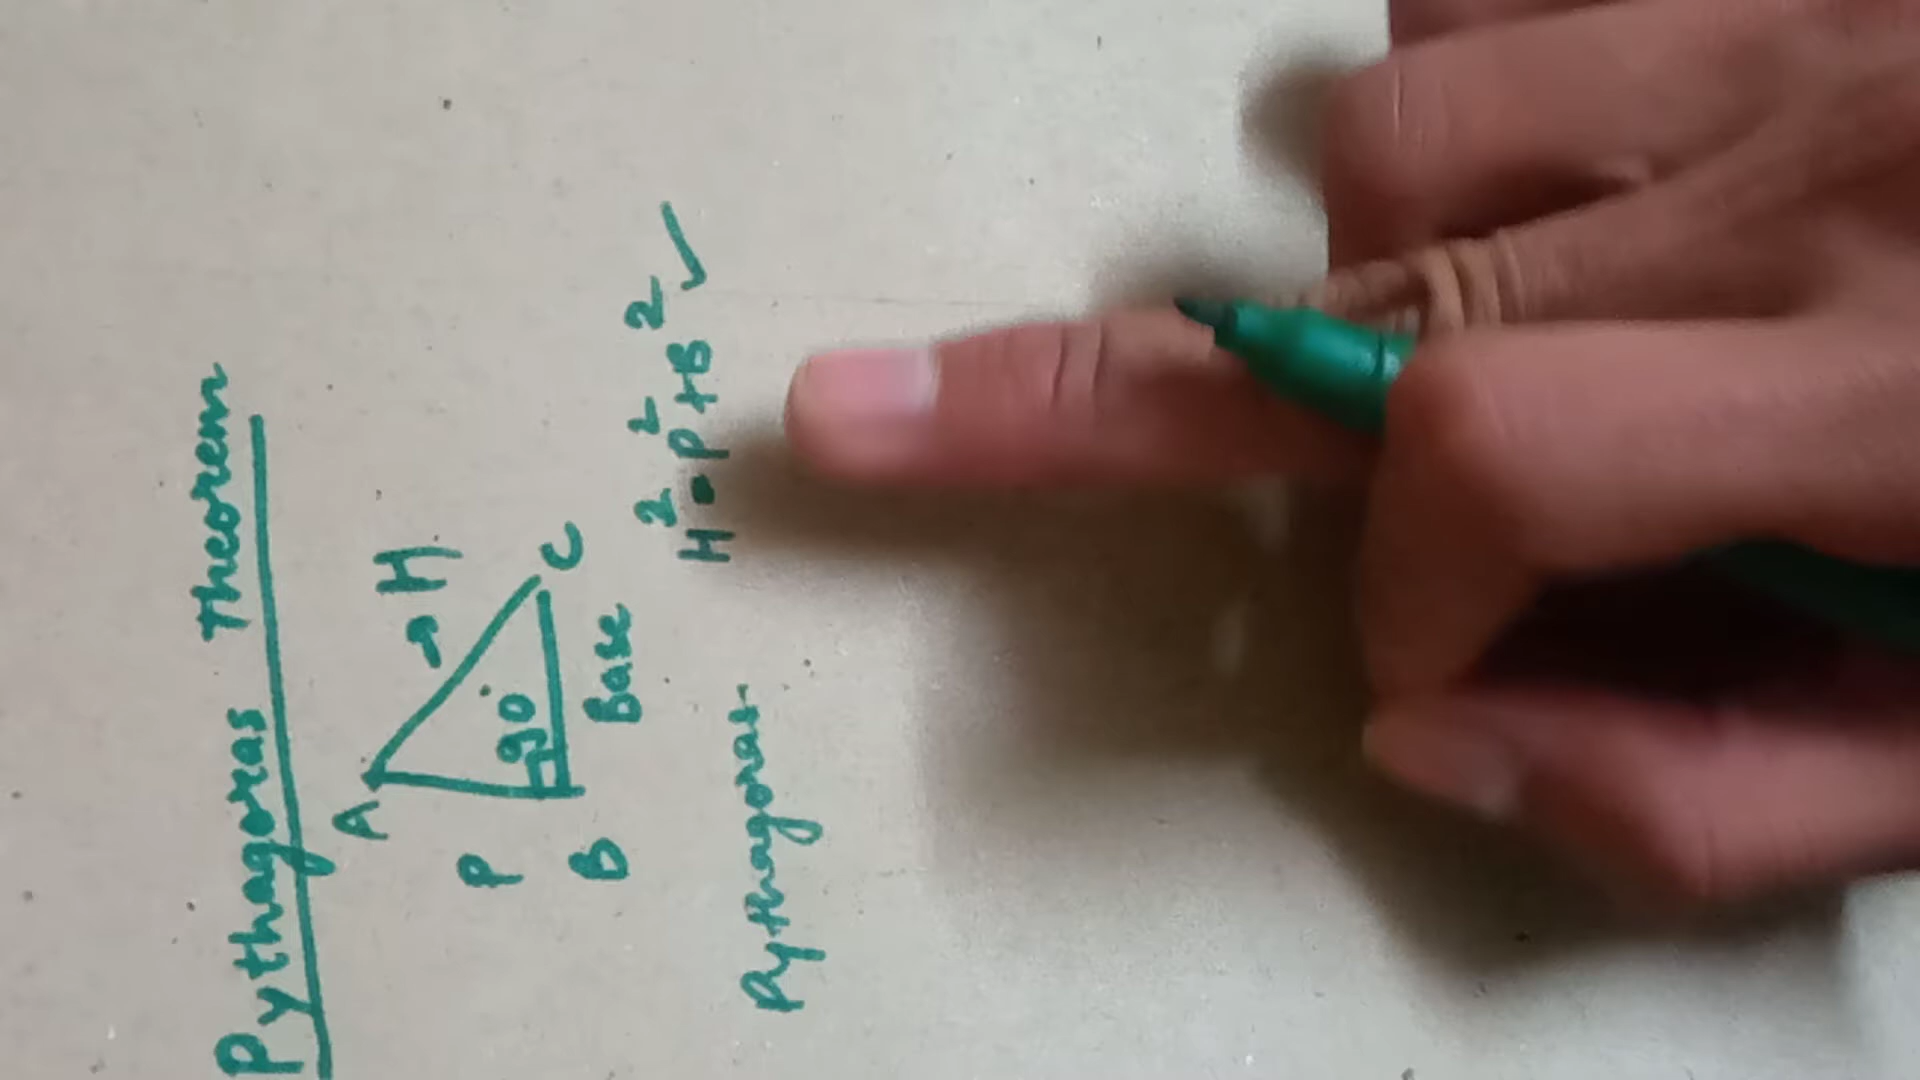 Pythagoras Theorem
A
H
P
90°
C
B
Base
H² = P² + B² ✓
Pythagoras